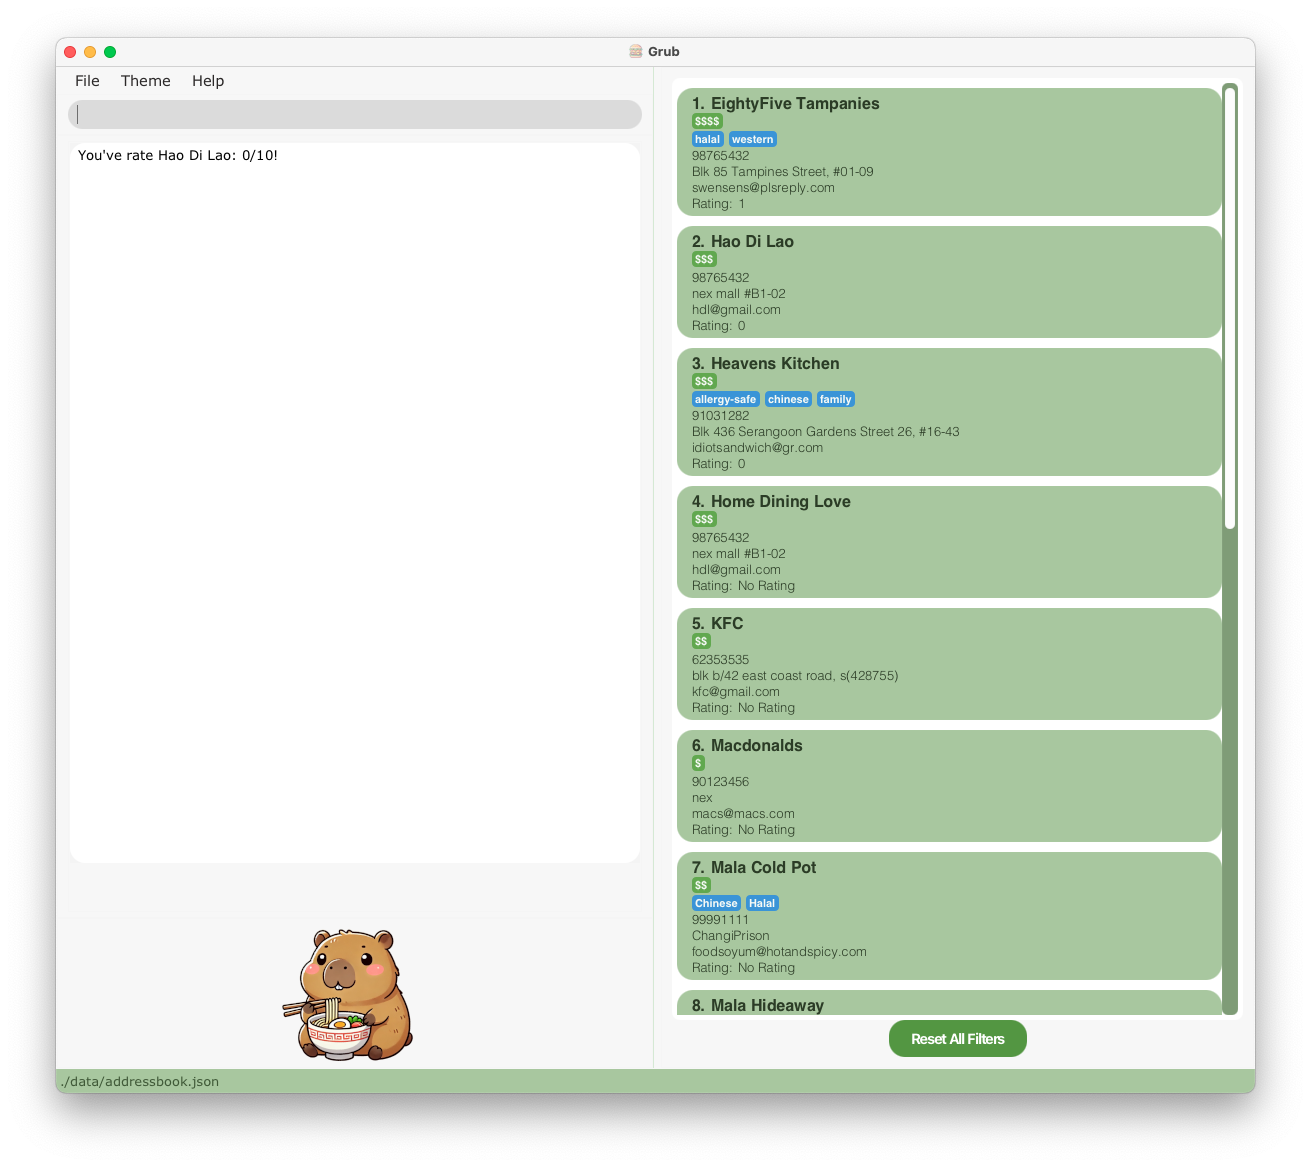 Grub
File Theme Help
You've rate Hao Di Lao: 0/10!
1. EightyFive Tampanies
$$$$
halal western
98765432
Blk 85 Tampines Street, #01-09
swensens@plsreply.com
Rating: 1
2. Hao Di Lao
$$$
98765432
nex mall #B1-02
hdl@gmail.com
Rating: 0
3. Heavens Kitchen
$$$
allergy-safe chinese family
91031282
Blk 436 Serangoon Gardens Street 26, #16-43
idiotsandwich@gr.com
Rating: 0
4. Home Dining Love
$$$
98765432
nex mall #B1-02
hdl@gmail.com
Rating: No Rating
5. KFC
$$
62353535
blk b/42 east coast road, s(428755)
kfc@gmail.com
Rating: No Rating
6. Macdonalds
$
90123456
nex
macs@macs.com
Rating: No Rating
7. Mala Cold Pot
$$
Chinese Halal
99991111
ChangiPrison
foodsoyum@hotandspicy.com
Rating: No Rating
8. Mala Hideaway
Reset All Filters
./data/addressbook.json